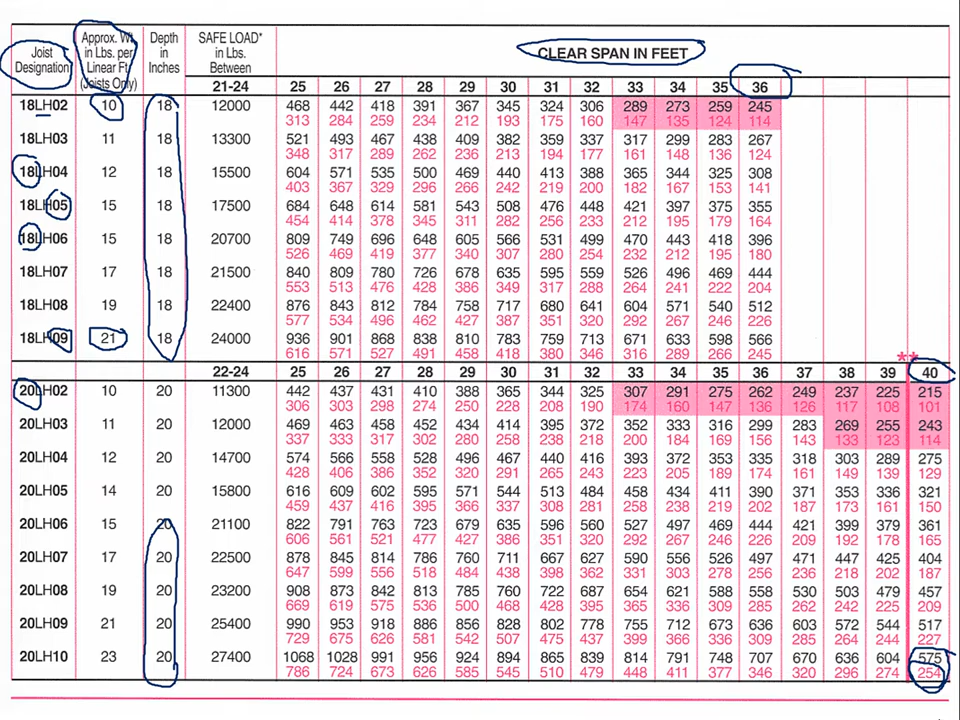 Joist Designation Approx. Wt. in Lbs. per Linear Ft. (Joists Only) Depth in Inches SAFE LOAD* in Lbs. Between CLEAR SPAN IN FEET
21-24 25 26 27 28 29 30 31 32 33 34 35 36
18LH02 10 18 12000 468 442 418 391 367 345 324 306 289 273 259 245
313 284 259 234 212 193 175 160 147 135 124 114
18LH03 11 18 13300 521 493 467 438 409 382 359 337 317 299 283 267
348 317 289 262 236 213 194 177 161 148 136 124
18LH04 12 18 15500 604 571 535 500 469 440 413 388 365 344 325 308
403 367 329 296 266 242 219 200 182 167 153 141
18LH05 15 18 17500 684 648 614 581 543 508 476 448 421 397 375 355
454 414 378 345 311 282 256 233 212 195 179 164
18LH06 15 18 20700 809 749 696 648 605 566 531 499 470 443 418 396
526 469 419 377 340 307 280 254 232 212 195 180
18LH07 17 18 21500 840 809 780 726 678 635 595 559 526 496 469 444
553 513 476 428 386 349 317 288 264 241 222 204
18LH08 19 18 22400 876 843 812 784 758 717 680 641 604 571 540 512
577 534 496 462 427 387 351 320 292 267 246 226
18LH09 21 18 24000 936 901 868 838 810 783 759 713 671 633 598 566
616 571 527 491 458 418 380 346 316 289 266 245
**
22-24 25 26 27 28 29 30 31 32 33 34 35 36 37 38 39 40
20LH02 10 20 11300 442 437 431 410 388 365 344 325 307 291 275 262 249 237 225 215
306 303 298 274 250 228 208 190 174 160 147 136 126 117 108 101
20LH03 11 20 12000 469 463 458 452 434 414 395 372 352 333 316 299 283 269 255 243
337 333 317 302 280 258 238 218 200 184 169 156 143 133 123 114
20LH04 12 20 14700 574 566 558 528 496 467 440 416 393 372 353 335 318 303 289 275
428 406 386 352 320 291 265 243 223 205 189 174 161 149 139 129
20LH05 14 20 15800 616 609 602 595 571 544 513 484 458 434 411 390 371 353 336 321
459 437 416 395 366 337 308 281 258 238 219 202 187 173 161 150
20LH06 15 20 21100 822 791 763 723 679 635 596 560 527 497 469 444 421 399 379 361
606 561 521 477 427 386 351 320 292 267 246 226 209 192 178 165
20LH07 17 20 22500 878 845 814 786 760 711 667 627 590 556 526 497 471 447 425 404
647 599 556 518 484 438 398 362 331 303 278 256 236 218 202 187
20LH08 19 20 23200 908 873 842 813 785 760 722 687 654 621 588 558 530 503 479 457
669 619 575 536 500 468 428 395 365 336 309 285 262 242 225 209
20LH09 21 20 25400 990 953 918 886 856 828 802 778 755 712 673 636 603 572 544 517
729 675 626 581 542 507 475 437 399 366 336 309 285 264 244 227
20LH10 23 20 27400 1068 1028 991 956 924 894 865 839 814 791 748 707 670 636 604 575
786 724 673 626 585 545 510 479 448 411 377 346 320 296 274 254